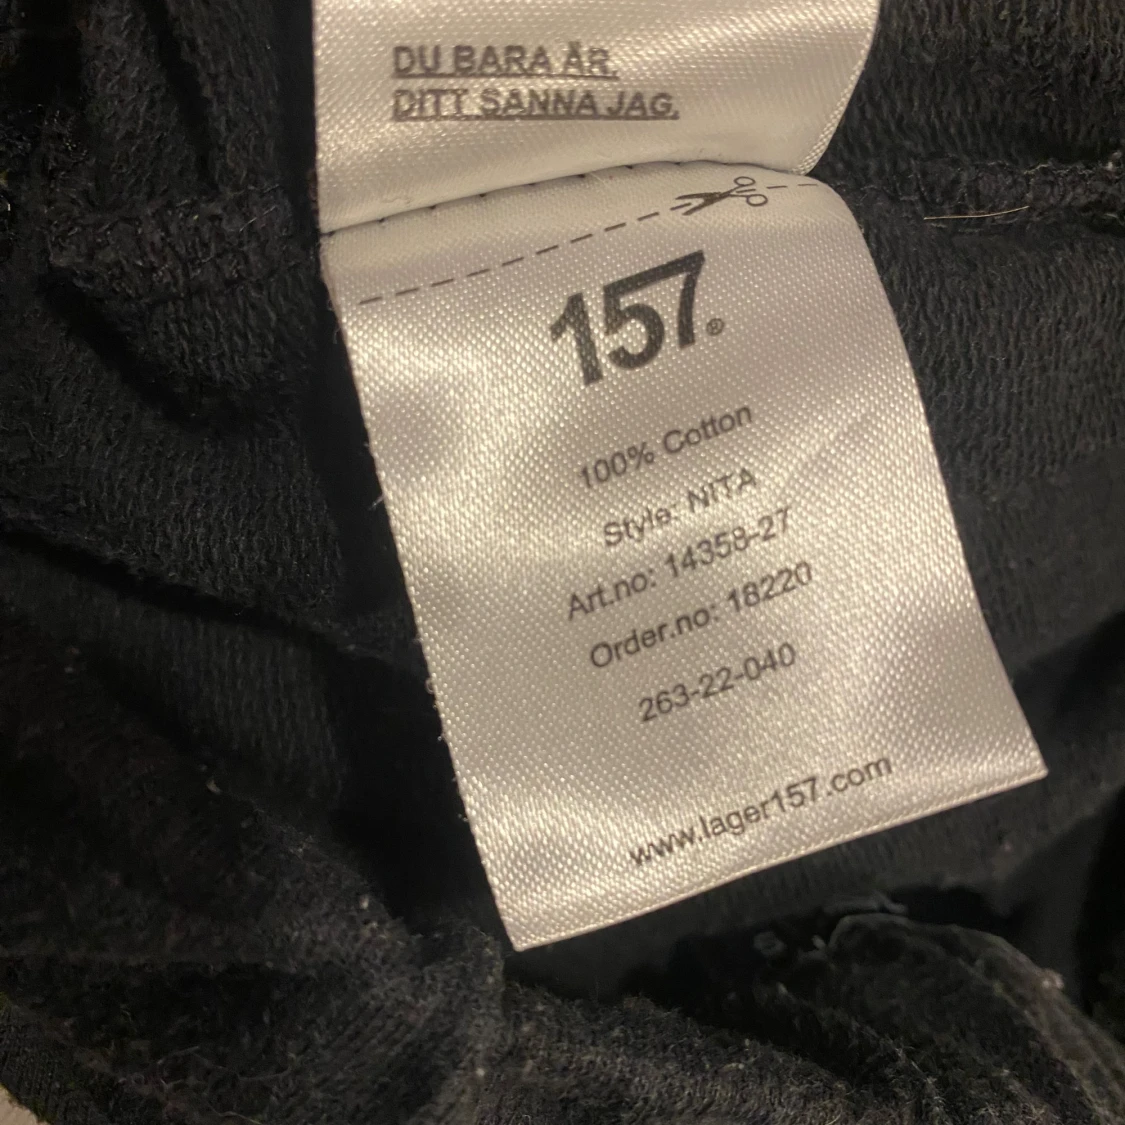 DU BARA ÄR
DITT SANNA JAG.
157®
100% Cotton
Style: NITA
Art.no: 14358-27
Order.no: 18220
263-22-040
www.lager157.com